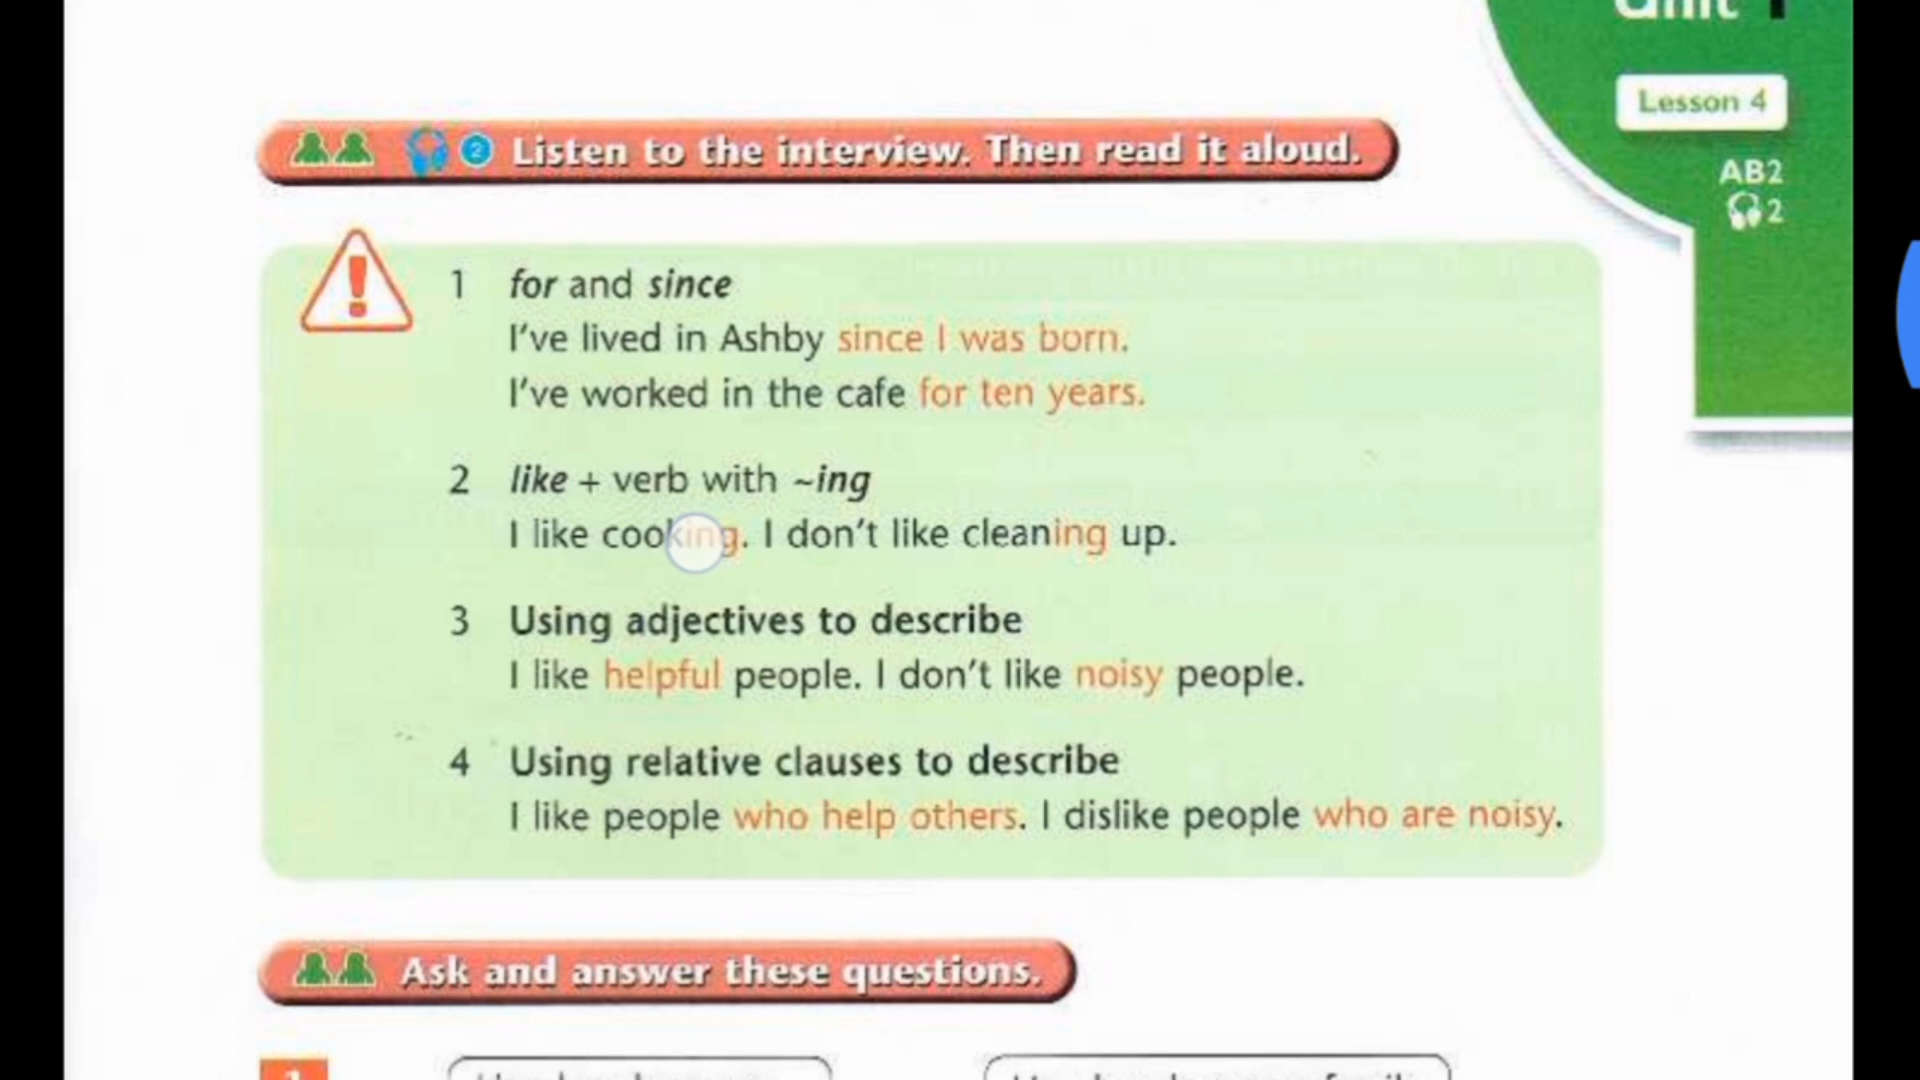 Unit 1
Lesson 4
AB2
2
2 Listen to the interview. Then read it aloud.
1 for and since
I've lived in Ashby since I was born.
I've worked in the cafe for ten years.
2 like + verb with ~ing
I like cooking. I don't like cleaning up.
3 Using adjectives to describe
I like helpful people. I don't like noisy people.
4 Using relative clauses to describe
I like people who help others. I dislike people who are noisy.
Ask and answer these questions.
1